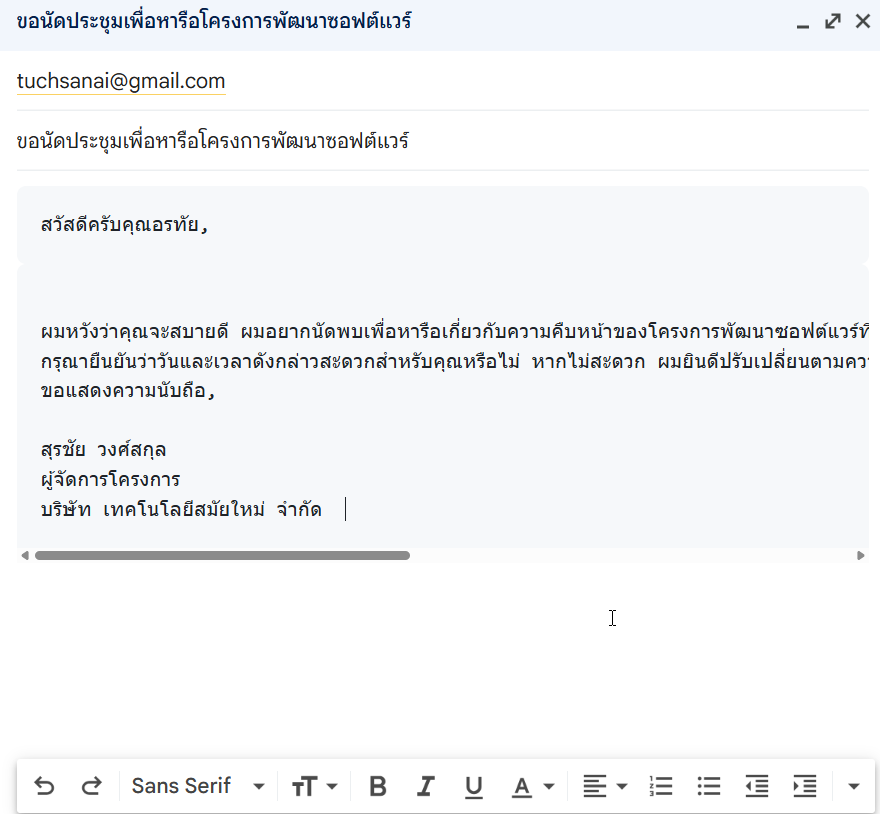 ขอนัดประชุมเพื่อหารือโครงการพัฒนาซอฟต์แวร์
tuchsanai@gmail.com
ขอนัดประชุมเพื่อหารือโครงการพัฒนาซอฟต์แวร์
สวัสดีครับคุณอรทัย,
ผมหวังว่าคุณจะสบายดี ผมอยากนัดพบเพื่อหารือเกี่ยวกับความคืบหน้าของโครงการพัฒนาซอฟต์แวร์
กรุณายืนยันว่าวันและเวลาดังกล่าวสะดวกสำหรับคุณหรือไม่ หากไม่สะดวก ผมยินดีปรับเปลี่ยนตาม
ขอแสดงความนับถือ,
สุรชัย วงศ์สกุล
ผู้จัดการโครงการ
บริษัท เทคโนโลยีสมัยใหม่ จำกัด
Sans Serif